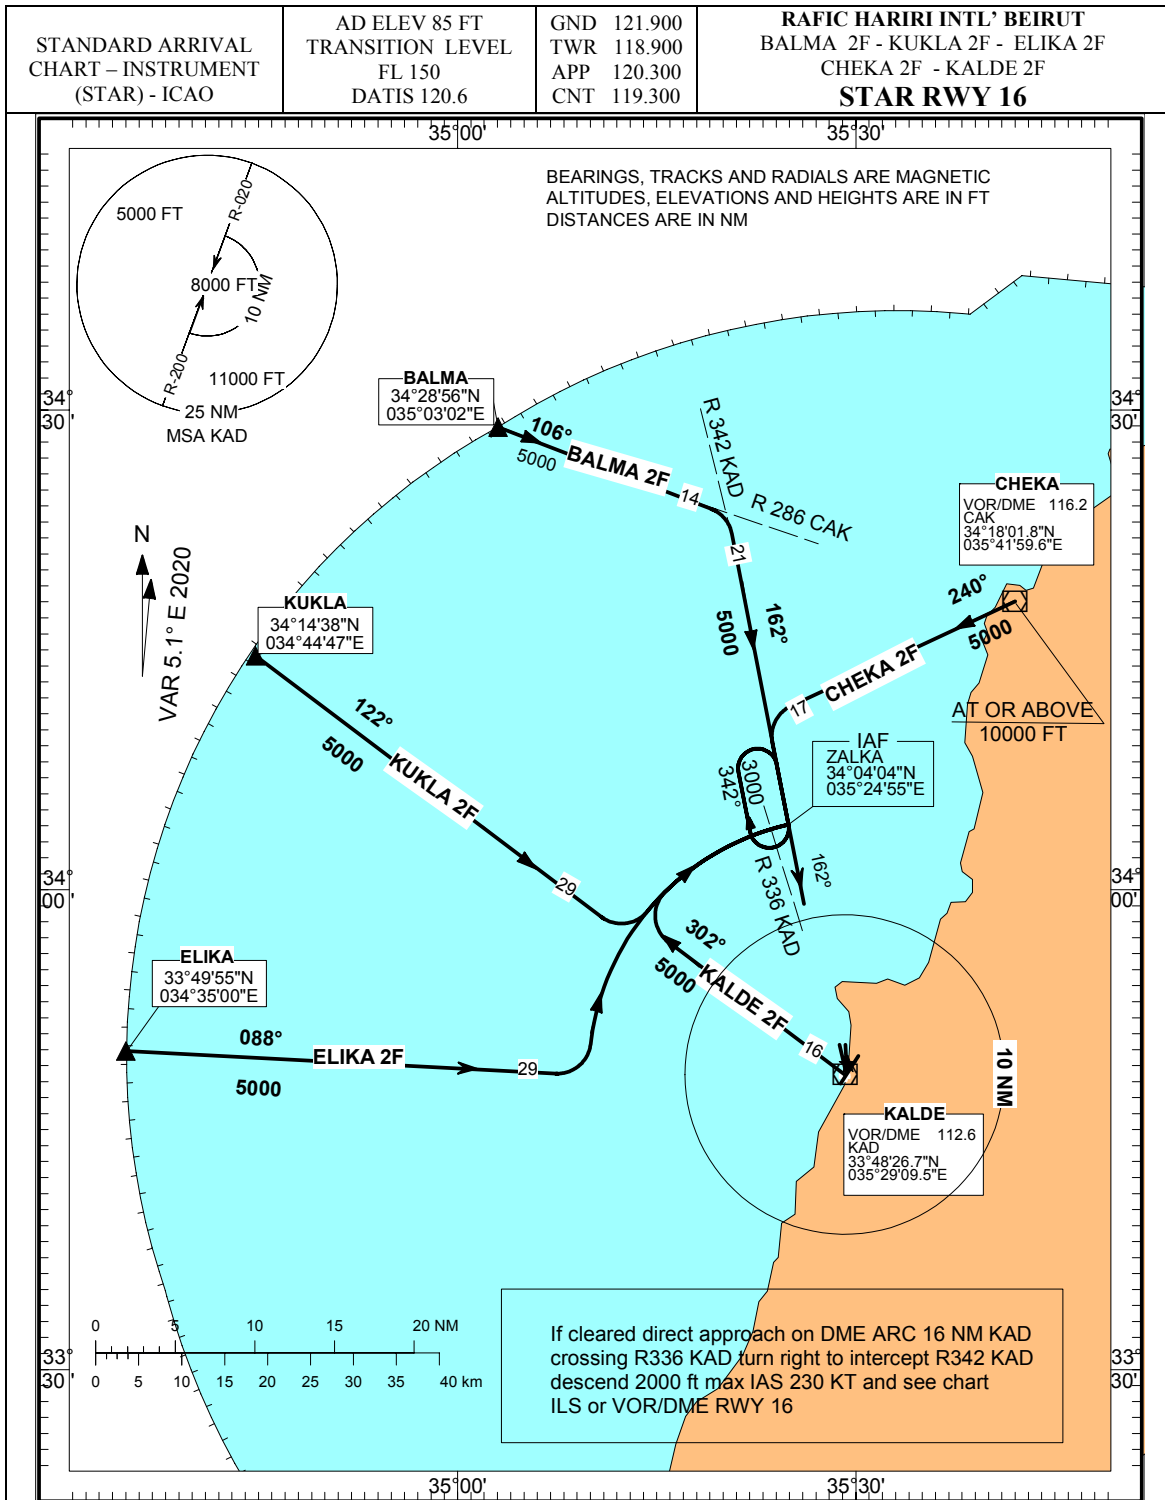 STANDARD ARRIVAL
CHART – INSTRUMENT
(STAR) - ICAO
AD ELEV 85 FT
TRANSITION LEVEL
FL 150
DATIS 120.6
GND 121.900
TWR 118.900
APP 120.300
CNT 119.300
RAFIC HARIRI INTL’ BEIRUT
BALMA 2F - KUKLA 2F - ELIKA 2F
CHEKA 2F - KALDE 2F
STAR RWY 16
35°00'
35°30'
BEARINGS, TRACKS AND RADIALS ARE MAGNETIC
ALTITUDES, ELEVATIONS AND HEIGHTS ARE IN FT
DISTANCES ARE IN NM
5000 FT
R-020
8000 FT
10 NM
R-200
11000 FT
25 NM
MSA KAD
34°
30'
34°
30'
BALMA
34°28'56"N
035°03'02"E
106°
5000
BALMA 2F
14
R 342 KAD
R 286 CAK
21
5000
162°
CHEKA
VOR/DME 116.2
CAK
34°18'01.8"N
035°41'59.6"E
240°
5000
CHEKA 2F
17
AT OR ABOVE
10000 FT
N
VAR 5.1° E 2020
KUKLA
34°14'38"N
034°44'47"E
122°
5000
KUKLA 2F
29
IAF
ZALKA
34°04'04"N
035°24'55"E
3000
342°
162°
R 336 KAD
34°
00'
34°
00'
ELIKA
33°49'55"N
034°35'00"E
088°
5000
ELIKA 2F
29
302°
5000
KALDE 2F
16
10 NM
KALDE
VOR/DME 112.6
KAD
33°48'26.7"N
035°29'09.5"E
0 5 10 15 20 NM
0 5 10 15 20 25 30 35 40 km
33°
30'
33°
30'
If cleared direct approach on DME ARC 16 NM KAD
crossing R336 KAD turn right to intercept R342 KAD
descend 2000 ft max IAS 230 KT and see chart
ILS or VOR/DME RWY 16
35°00'
35°30'